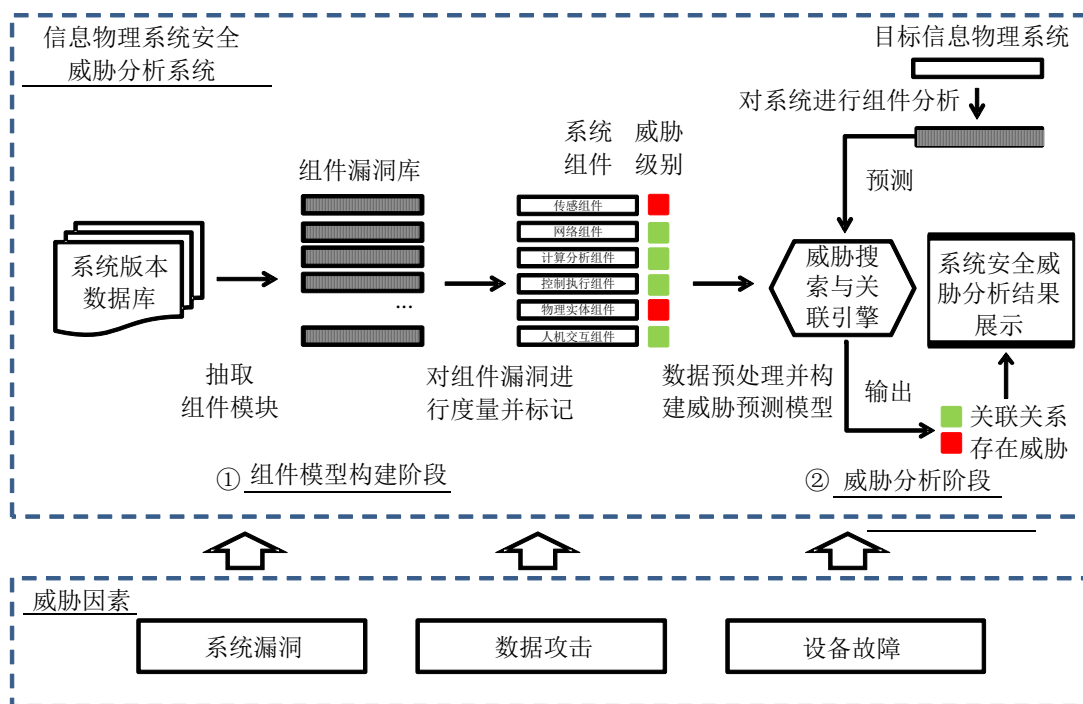 信息物理系统安全
威胁分析系统
目标信息物理系统
对系统进行组件分析
系统
组件
威胁
级别
组件漏洞库
预测
传感组件
网络组件
计算分析组件
控制执行组件
物理实体组件
人机交互组件
...
系统版本
数据库
威胁搜
索与关
联引擎
系统安全威
胁分析结果
展示
抽取
组件模块
对组件漏洞进
行度量并标记
数据预处理并构
建威胁预测模型
输出
关联关系
存在威胁
① 组件模型构建阶段
② 威胁分析阶段
威胁因素
系统漏洞
数据攻击
设备故障